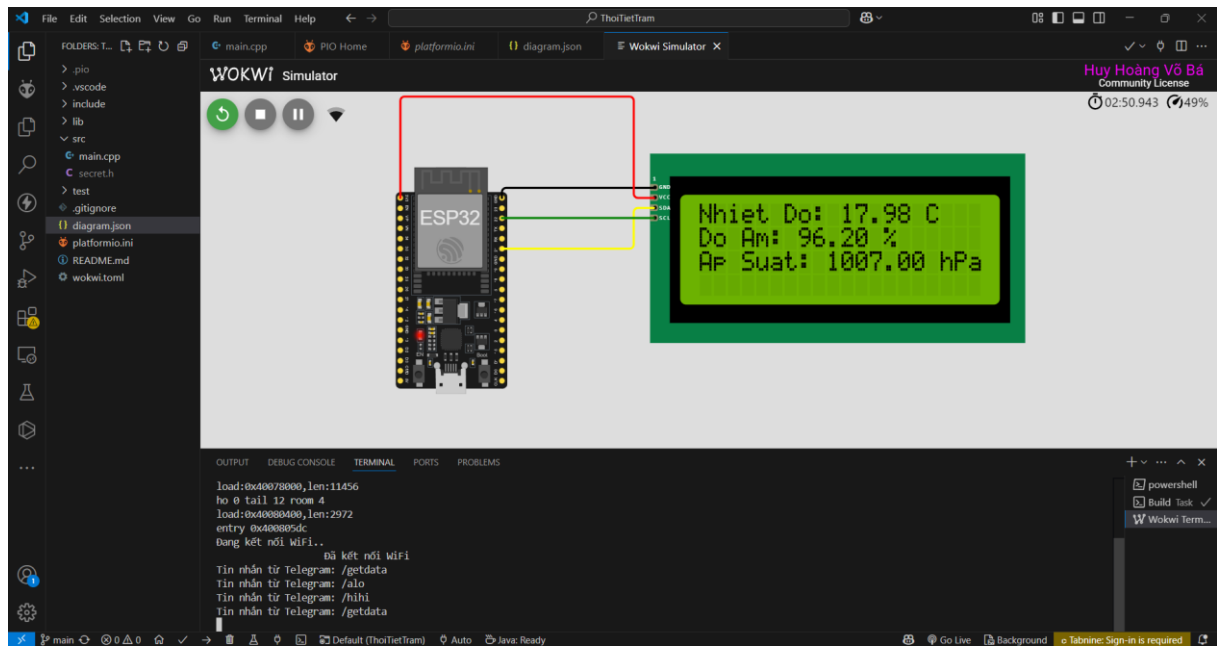 File Edit Selection View Go Run Terminal Help
ThoiTietTram
FOLDERS: T...
main.cpp
PIO Home
platformio.ini
{} diagram.json
Wokwi Simulator
> .pio
> .vscode
> include
> lib
src
main.cpp
C secret.h
> test
.gitignore
{} diagram.json
platformio.ini
README.md
wokwi.toml
WOKWI Simulator
Huy Hoàng Võ Bá
Community License
02:50.943 49%
ESP32
GND
VCC
SDA
SCL
Nhiet Do: 17.98 C
Do Am: 96.20 %
Ap Suat: 1007.00 hPa
EN
Boot
OUTPUT DEBUG CONSOLE TERMINAL PORTS PROBLEMS
load:0x40078000,len:11456
ho 0 tail 12 room 4
load:0x40080400,len:2972
entry 0x400805dc
Đang kết nối WiFi..
Đã kết nối WiFi
Tin nhắn từ Telegram: /getdata
Tin nhắn từ Telegram: /alo
Tin nhắn từ Telegram: /hihi
Tin nhắn từ Telegram: /getdata
powershell
Build Task
Wokwi Term...
main 0 0 0 Default (ThoiTietTram) Auto Java: Ready
Go Live Background Tabnine: Sign-in is required